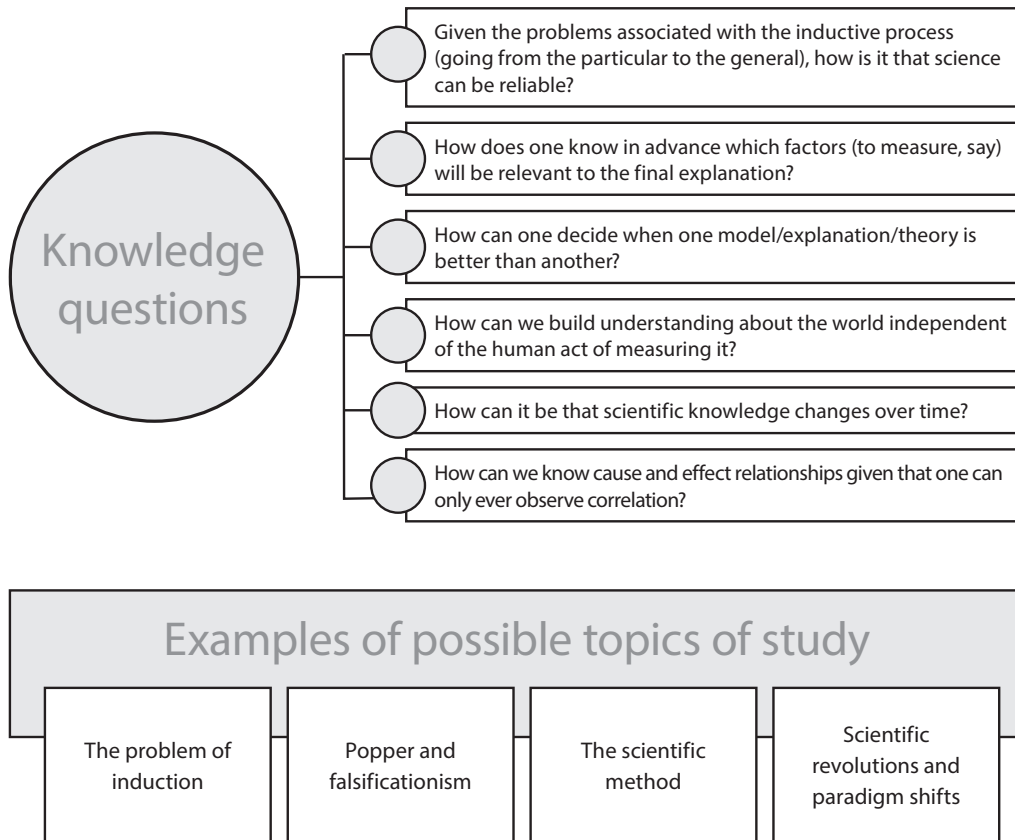 Given the problems associated with the inductive process
(going from the particular to the general), how is it that science
can be reliable?
How does one know in advance which factors (to measure, say)
will be relevant to the final explanation?
Knowledge
questions
How can one decide when one model/explanation/theory is
better than another?
How can we build understanding about the world independent
of the human act of measuring it?
How can it be that scientific knowledge changes over time?
How can we know cause and effect relationships given that one can
only ever observe correlation?
Examples of possible topics of study
The problem of
induction
Popper and
falsificationism
The scientific
method
Scientific
revolutions and
paradigm shifts